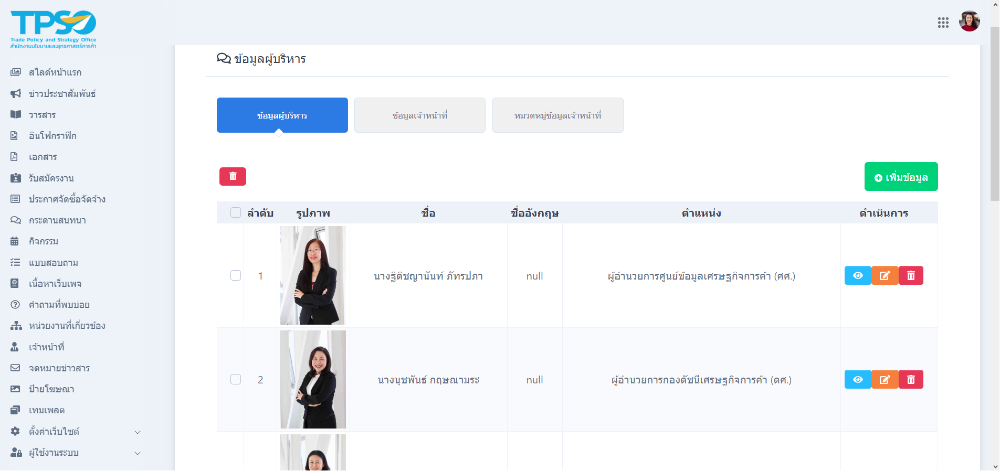 TPSO
Trade Policy and Strategy Office
สำนักงานนโยบายและยุทธศาสตร์การค้า
สไลด์หน้าแรก
ข่าวประชาสัมพันธ์
วารสาร
อินโฟกราฟิก
เอกสาร
รับสมัครงาน
ประกาศจัดซื้อจัดจ้าง
กระดานสนทนา
กิจกรรม
แบบสอบถาม
เนื้อหาเว็บเพจ
คำถามที่พบบ่อย
หน่วยงานที่เกี่ยวข้อง
เจ้าหน้าที่
จดหมายข่าวสาร
ป้ายโฆษณา
เทมเพลต
ตั้งค่าเว็บไซต์
ผู้ใช้งานระบบ
ข้อมูลผู้บริหาร
ข้อมูลผู้บริหาร ข้อมูลเจ้าหน้าที่ หมวดหมู่ข้อมูลเจ้าหน้าที่
เพิ่มข้อมูล
ลำดับ รูปภาพ ชื่อ ชื่ออังกฤษ ตำแหน่ง ดำเนินการ
1 นางฐิติชญานันท์ ภัทรปภา null ผู้อำนวยการศูนย์ข้อมูลเศรษฐกิจการค้า (ศศ.)
2 นางนุชพันธ์ กฤษณามระ null ผู้อำนวยการกองดัชนีเศรษฐกิจการค้า (ดศ.)